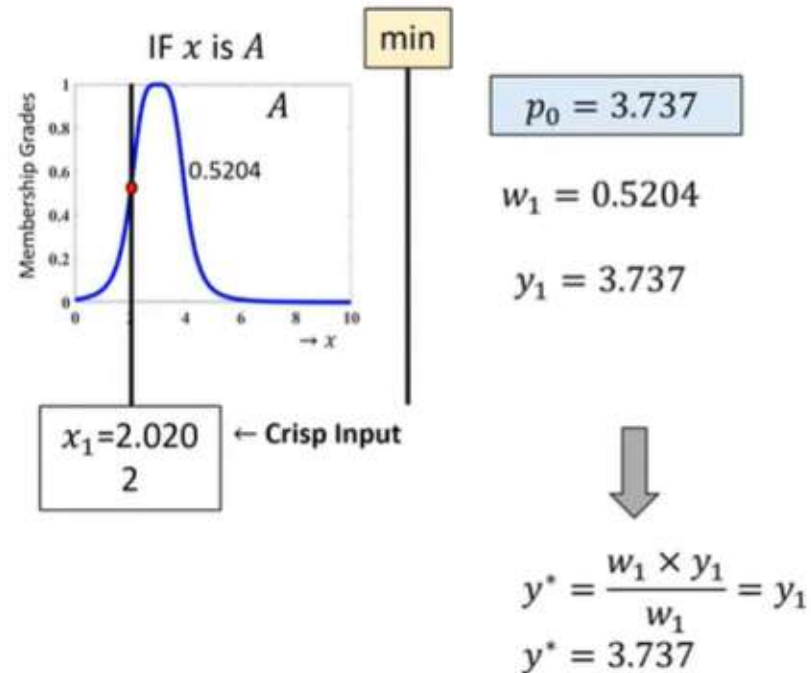 IF x is A
min
Membership Grades
1
0.8
0.6
0.4
0.2
0
A
0.5204
0 2 4 6 8 10
→ x
x₁=2.020
2
← Crisp Input
p₀ = 3.737
w₁ = 0.5204
y₁ = 3.737
y* = w₁ × y₁ / w₁ = y₁
y* = 3.737